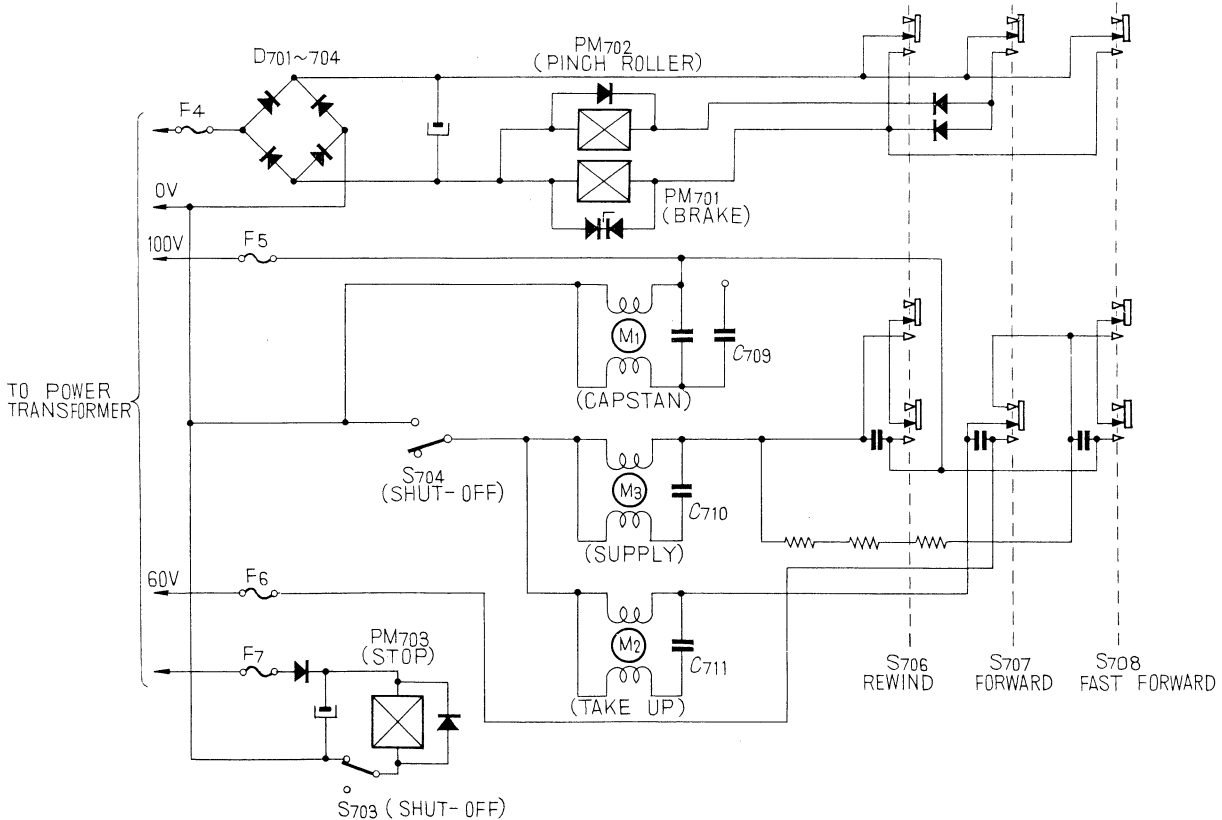 D701~704
PM702
(PINCH ROLLER)
F4
0V
PM701
(BRAKE)
100V
F5
M1
C709
(CAPSTAN)
TO POWER
TRANSFORMER
S704
(SHUT-OFF)
M3
C710
(SUPPLY)
60V
F6
M2
C711
(TAKE UP)
F7
PM703
(STOP)
S706
REWIND
S707
FORWARD
S708
FAST FORWARD
S703 (SHUT-OFF)